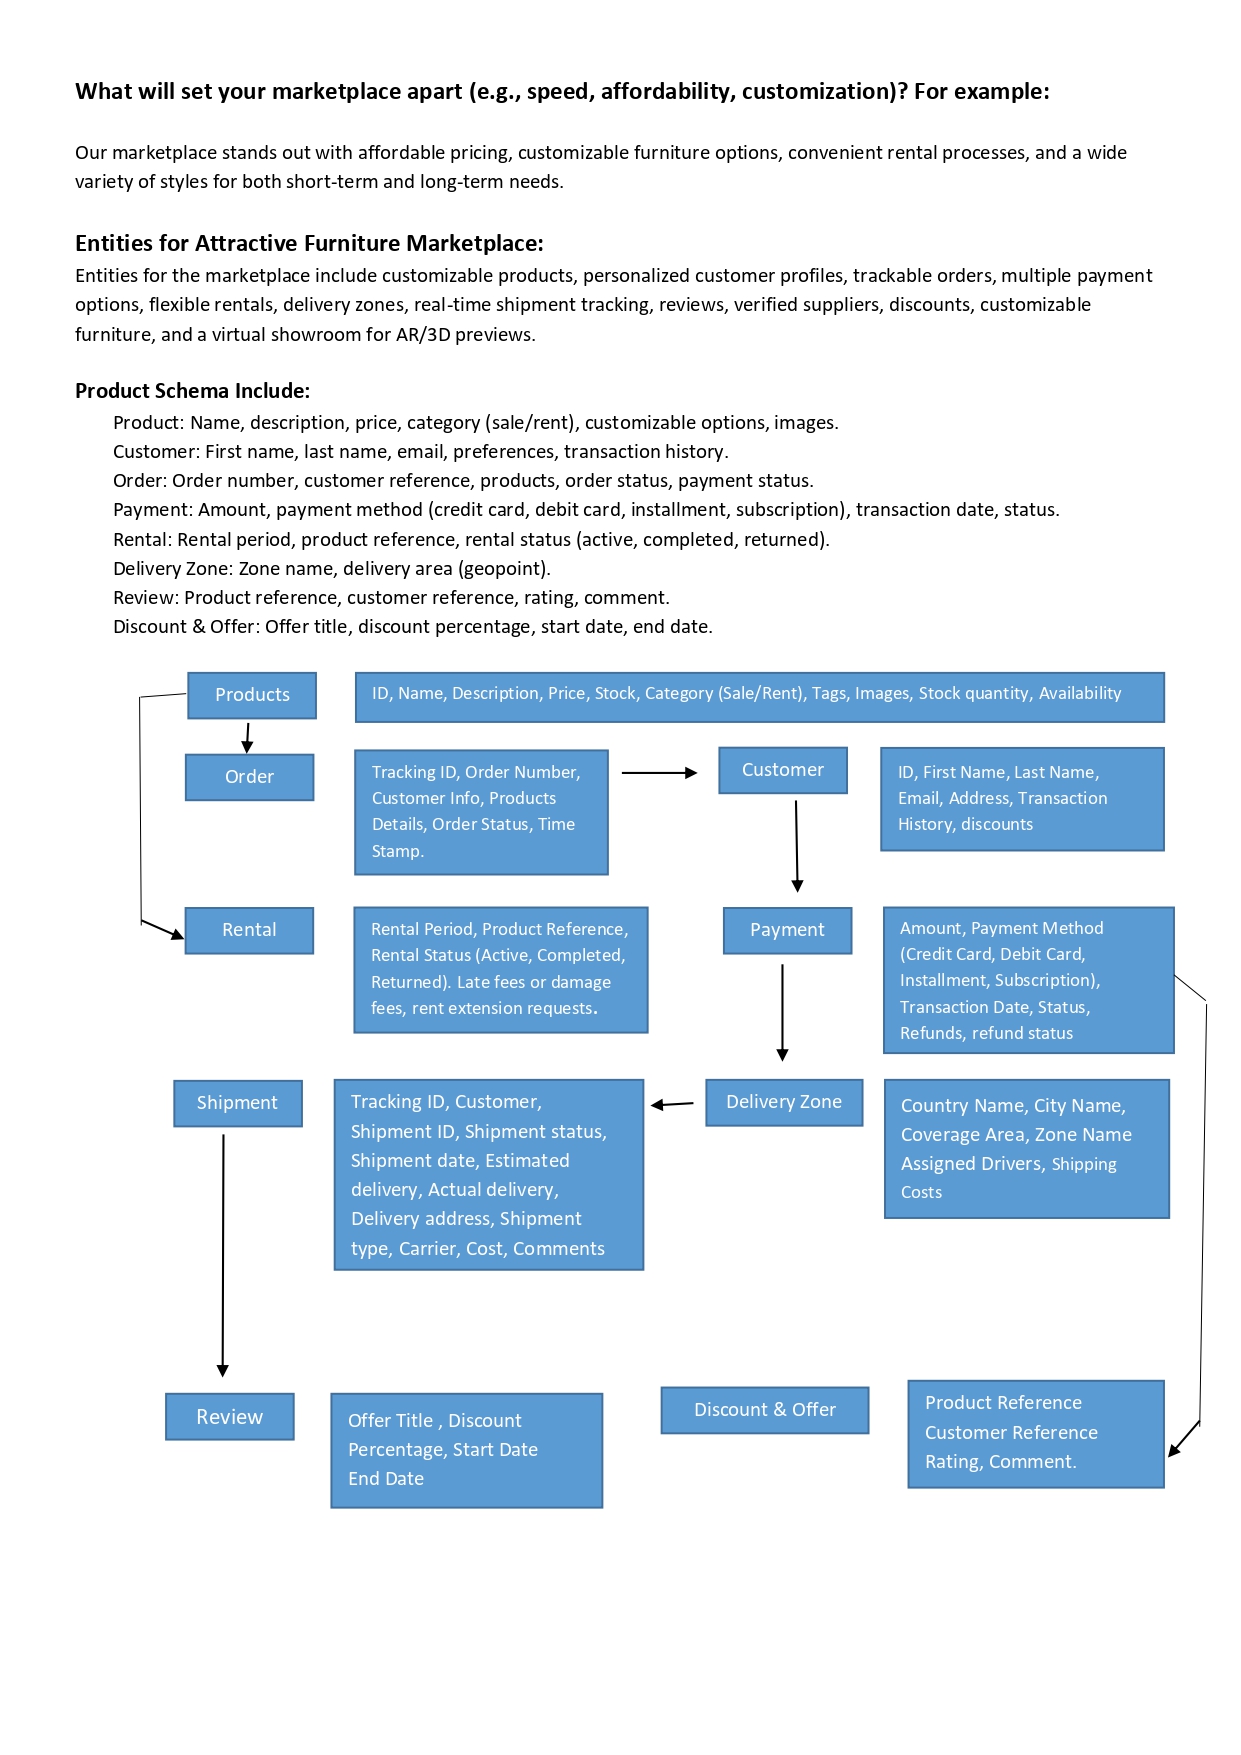 What will set your marketplace apart (e.g., speed, affordability, customization)? For example:
Our marketplace stands out with affordable pricing, customizable furniture options, convenient rental processes, and a wide
variety of styles for both short-term and long-term needs.
Entities for Attractive Furniture Marketplace:
Entities for the marketplace include customizable products, personalized customer profiles, trackable orders, multiple payment
options, flexible rentals, delivery zones, real-time shipment tracking, reviews, verified suppliers, discounts, customizable
furniture, and a virtual showroom for AR/3D previews.
Product Schema Include:
Product: Name, description, price, category (sale/rent), customizable options, images.
Customer: First name, last name, email, preferences, transaction history.
Order: Order number, customer reference, products, order status, payment status.
Payment: Amount, payment method (credit card, debit card, installment, subscription), transaction date, status.
Rental: Rental period, product reference, rental status (active, completed, returned).
Delivery Zone: Zone name, delivery area (geopoint).
Review: Product reference, customer reference, rating, comment.
Discount & Offer: Offer title, discount percentage, start date, end date.
Products
ID, Name, Description, Price, Stock, Category (Sale/Rent), Tags, Images, Stock quantity, Availability
Order
Tracking ID, Order Number,
Customer Info, Products
Details, Order Status, Time
Stamp.
Customer
ID, First Name, Last Name,
Email, Address, Transaction
History, discounts
Rental
Rental Period, Product Reference,
Rental Status (Active, Completed,
Returned). Late fees or damage
fees, rent extension requests.
Payment
Amount, Payment Method
(Credit Card, Debit Card,
Installment, Subscription),
Transaction Date, Status,
Refunds, refund status
Shipment
Tracking ID, Customer,
Shipment ID, Shipment status,
Shipment date, Estimated
delivery, Actual delivery,
Delivery address, Shipment
type, Carrier, Cost, Comments
Delivery Zone
Country Name, City Name,
Coverage Area, Zone Name
Assigned Drivers, Shipping
Costs
Review
Offer Title , Discount
Percentage, Start Date
End Date
Discount & Offer
Product Reference
Customer Reference
Rating, Comment.